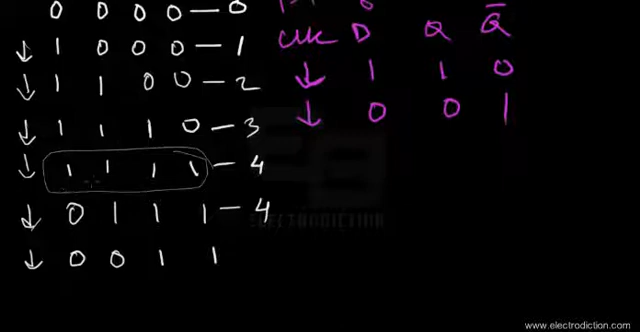 0 0 0 0 — 0
↓ 1 0 0 0 — 1
↓ 1 1 0 0 — 2
↓ 1 1 1 0 — 3
↓ 1 1 1 1 — 4
↓ 0 1 1 1 — 4
↓ 0 0 1 1
CLK D Q Q̅
↓ 1 1 0
↓ 0 0 1
ELECTRODICTION
www.electrodiction.com